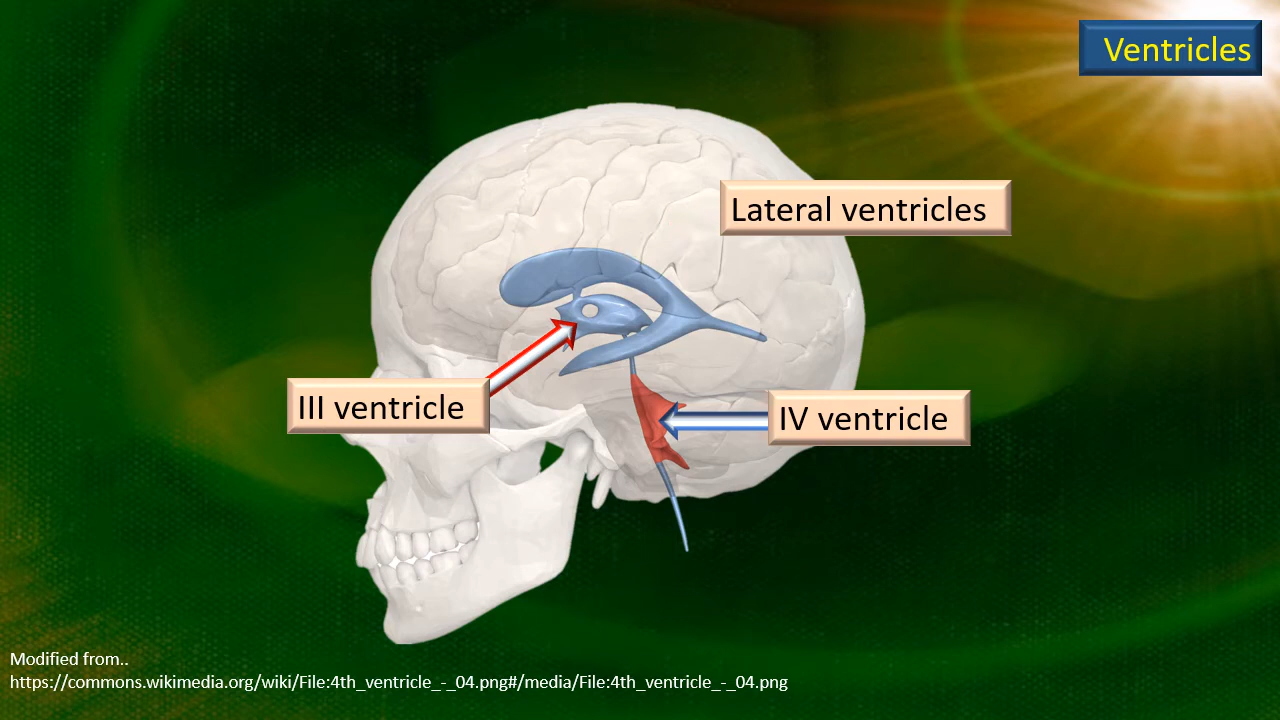 Ventricles
Lateral ventricles
III ventricle
IV ventricle
Modified from..
https://commons.wikimedia.org/wiki/File:4th_ventricle_-_04.png#/media/File:4th_ventricle_-_04.png